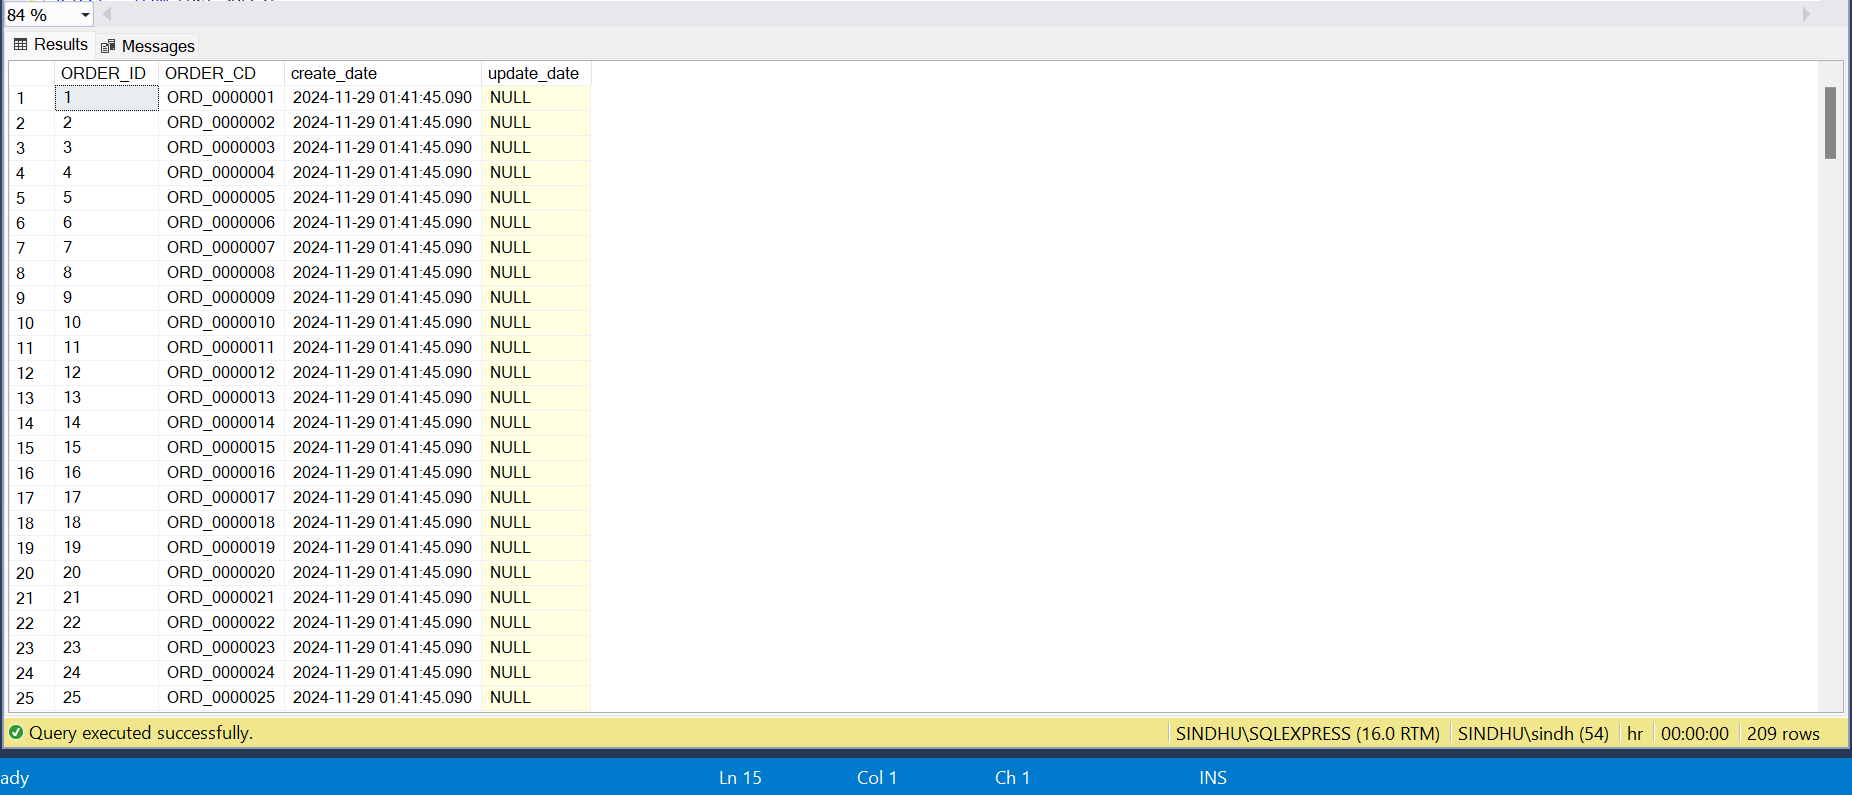 84 %
Results Messages
ORDER_ID ORDER_CD create_date update_date
1 1 ORD_0000001 2024-11-29 01:41:45.090 NULL
2 2 ORD_0000002 2024-11-29 01:41:45.090 NULL
3 3 ORD_0000003 2024-11-29 01:41:45.090 NULL
4 4 ORD_0000004 2024-11-29 01:41:45.090 NULL
5 5 ORD_0000005 2024-11-29 01:41:45.090 NULL
6 6 ORD_0000006 2024-11-29 01:41:45.090 NULL
7 7 ORD_0000007 2024-11-29 01:41:45.090 NULL
8 8 ORD_0000008 2024-11-29 01:41:45.090 NULL
9 9 ORD_0000009 2024-11-29 01:41:45.090 NULL
10 10 ORD_0000010 2024-11-29 01:41:45.090 NULL
11 11 ORD_0000011 2024-11-29 01:41:45.090 NULL
12 12 ORD_0000012 2024-11-29 01:41:45.090 NULL
13 13 ORD_0000013 2024-11-29 01:41:45.090 NULL
14 14 ORD_0000014 2024-11-29 01:41:45.090 NULL
15 15 ORD_0000015 2024-11-29 01:41:45.090 NULL
16 16 ORD_0000016 2024-11-29 01:41:45.090 NULL
17 17 ORD_0000017 2024-11-29 01:41:45.090 NULL
18 18 ORD_0000018 2024-11-29 01:41:45.090 NULL
19 19 ORD_0000019 2024-11-29 01:41:45.090 NULL
20 20 ORD_0000020 2024-11-29 01:41:45.090 NULL
21 21 ORD_0000021 2024-11-29 01:41:45.090 NULL
22 22 ORD_0000022 2024-11-29 01:41:45.090 NULL
23 23 ORD_0000023 2024-11-29 01:41:45.090 NULL
24 24 ORD_0000024 2024-11-29 01:41:45.090 NULL
25 25 ORD_0000025 2024-11-29 01:41:45.090 NULL
Query executed successfully. SINDHU\SQLEXPRESS (16.0 RTM) SINDHU\sindh (54) hr 00:00:00 209 rows
ady Ln 15 Col 1 Ch 1 INS